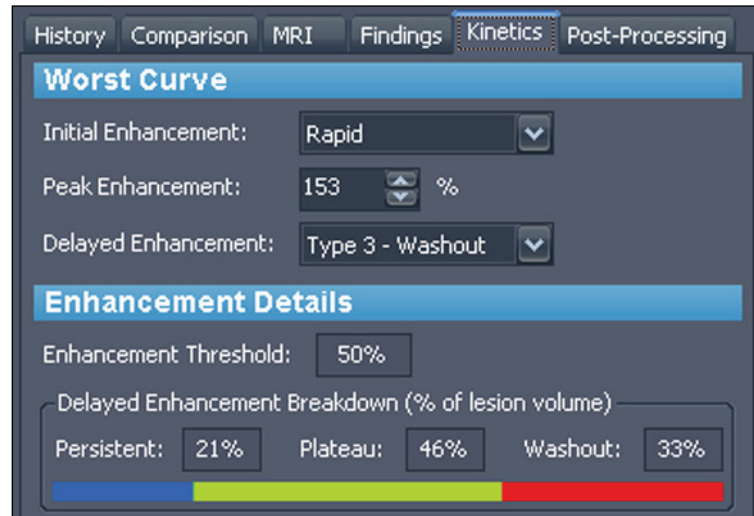 History Comparison MRI Findings Kinetics Post-Processing
Worst Curve
Initial Enhancement: Rapid
Peak Enhancement: 153 %
Delayed Enhancement: Type 3 - Washout
Enhancement Details
Enhancement Threshold: 50%
Delayed Enhancement Breakdown (% of lesion volume)
Persistent: 21% Plateau: 46% Washout: 33%